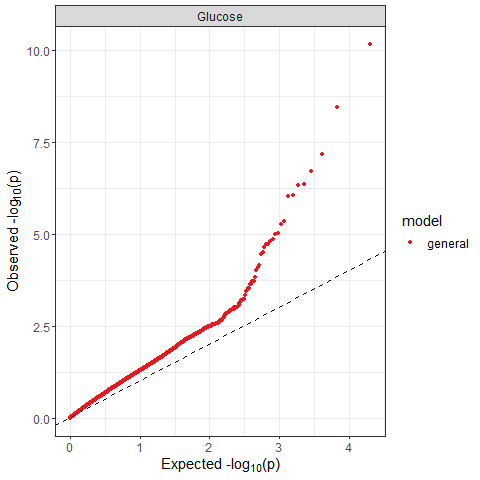 Glucose
10.0
7.5
5.0
2.5
0.0
Observed -log10(p)
0 1 2 3 4
Expected -log10(p)
model
general